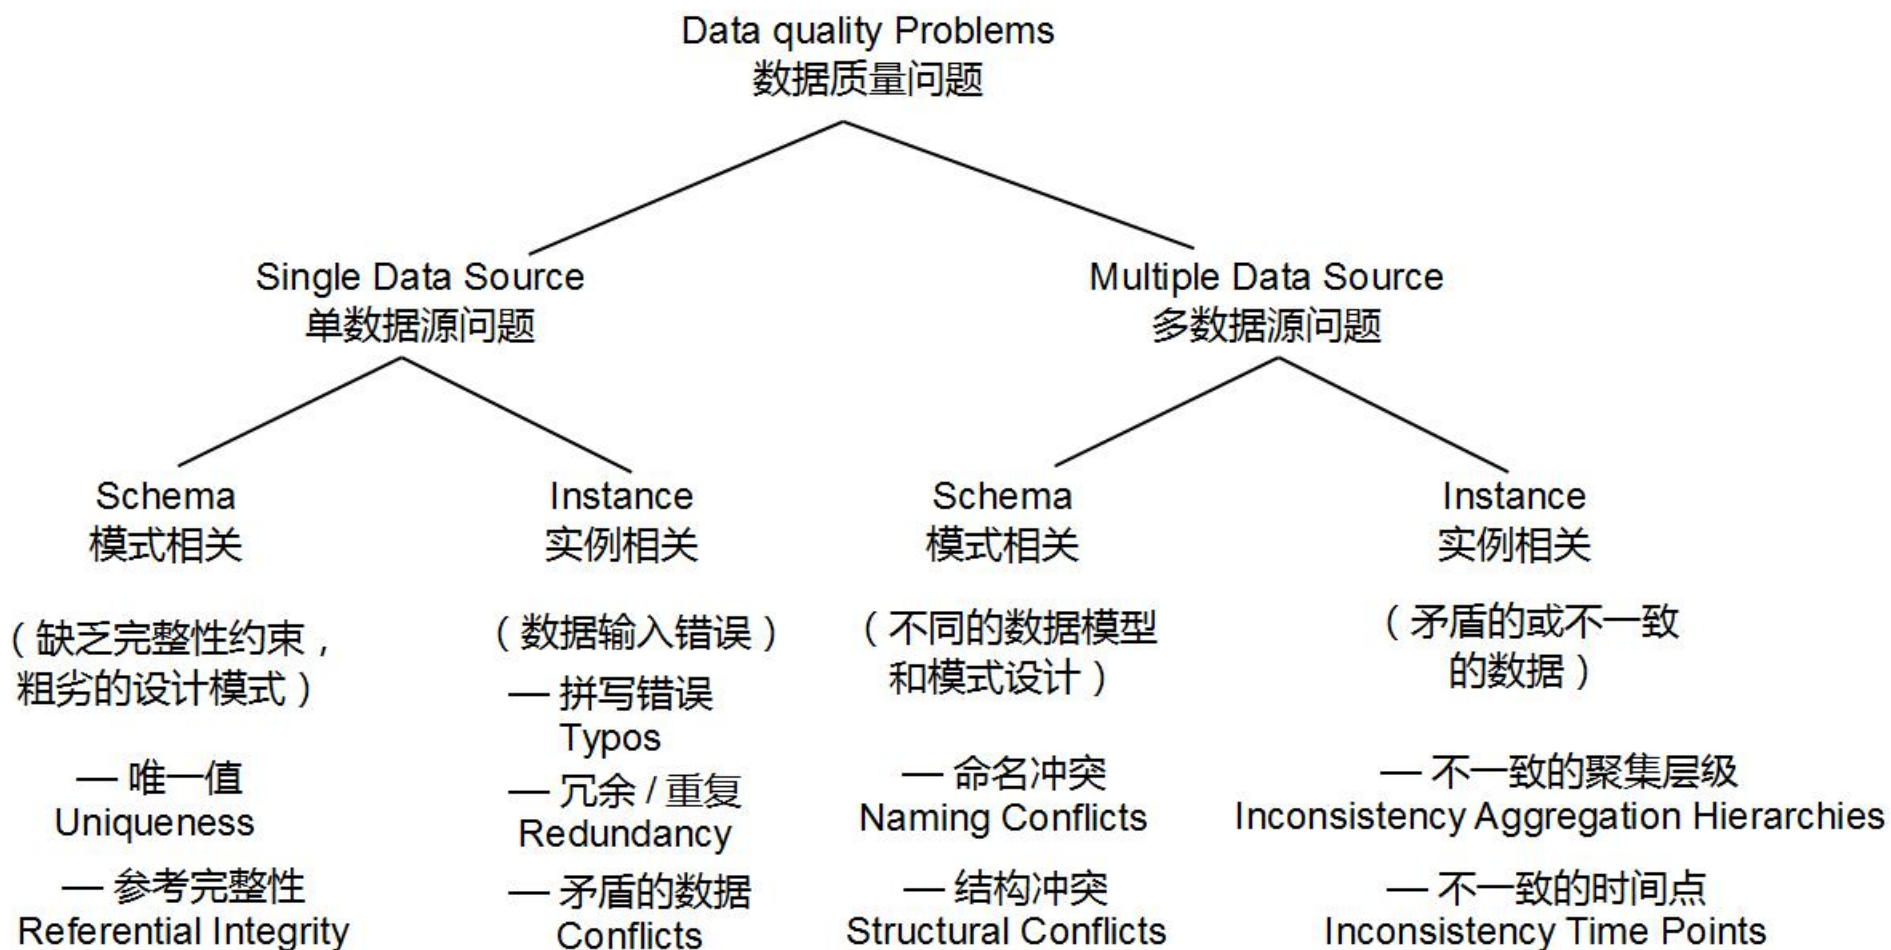 Data quality Problems
数据质量问题
Single Data Source
单数据源问题
Multiple Data Source
多数据源问题
Schema
模式相关
(缺乏完整性约束,
粗劣的设计模式)
— 唯一值
Uniqueness
— 参考完整性
Referential Integrity
Instance
实例相关
(数据输入错误)
— 拼写错误
Typos
— 冗余 / 重复
Redundancy
— 矛盾的数据
Conflicts
Schema
模式相关
(不同的数据模型
和模式设计)
— 命名冲突
Naming Conflicts
— 结构冲突
Structural Conflicts
Instance
实例相关
(矛盾的或不一致
的数据)
— 不一致的聚集层级
Inconsistency Aggregation Hierarchies
— 不一致的时间点
Inconsistency Time Points